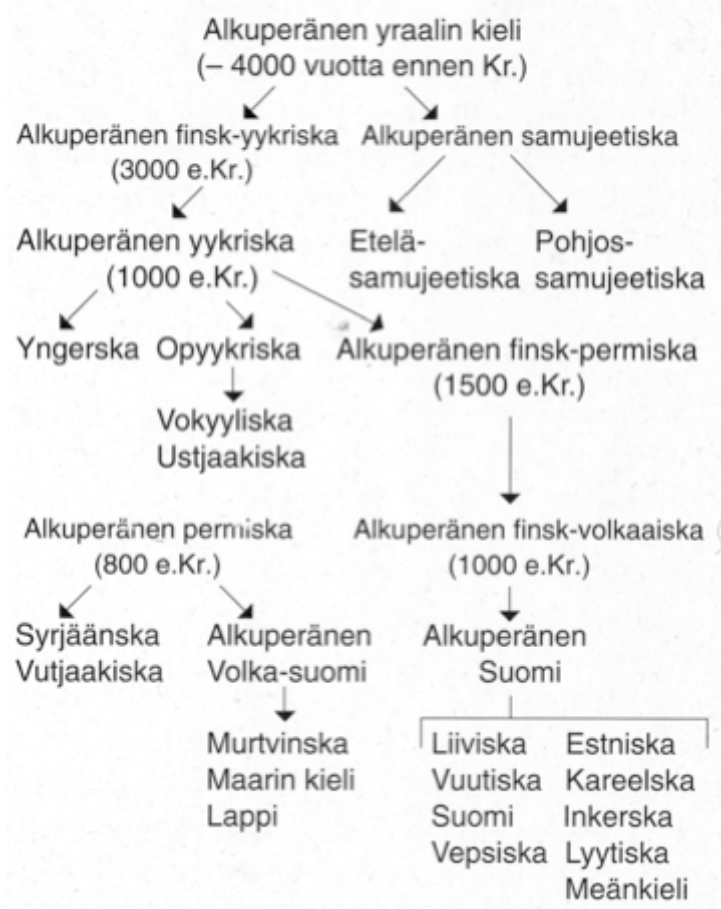 Alkuperänen yraalin kieli
(– 4000 vuotta ennen Kr.)
Alkuperänen finsk-yykriska
(3000 e.Kr.)
Alkuperänen samujeetiska
Alkuperänen yykriska
(1000 e.Kr.)
Etelä-
samujeetiska
Pohjos-
samujeetiska
Yngerska
Opyykriska
Alkuperänen finsk-permiska
(1500 e.Kr.)
Vokyyliska
Ustjaakiska
Alkuperänen permiska
(800 e.Kr.)
Alkuperänen finsk-volkaaiska
(1000 e.Kr.)
Syrjäänska
Vutjaakiska
Alkuperänen
Volka-suomi
Alkuperänen
Suomi
Murtvinska
Maarin kieli
Lappi
Liiviska
Vuutiska
Suomi
Vepsiska
Estniska
Kareelska
Inkerska
Lyytiska
Meänkieli